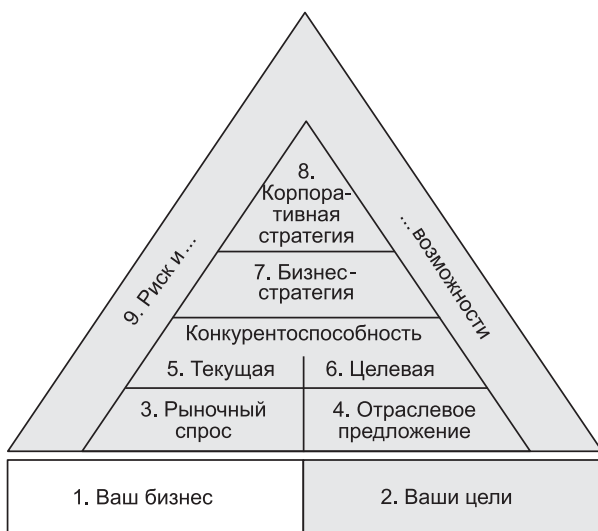 8.
Корпора-
тивная
стратегия
9. Риск и ...
... возможности
7. Бизнес-
стратегия
Конкурентоспособность
5. Текущая
6. Целевая
3. Рыночный
спрос
4. Отраслевое
предложение
1. Ваш бизнес
2. Ваши цели